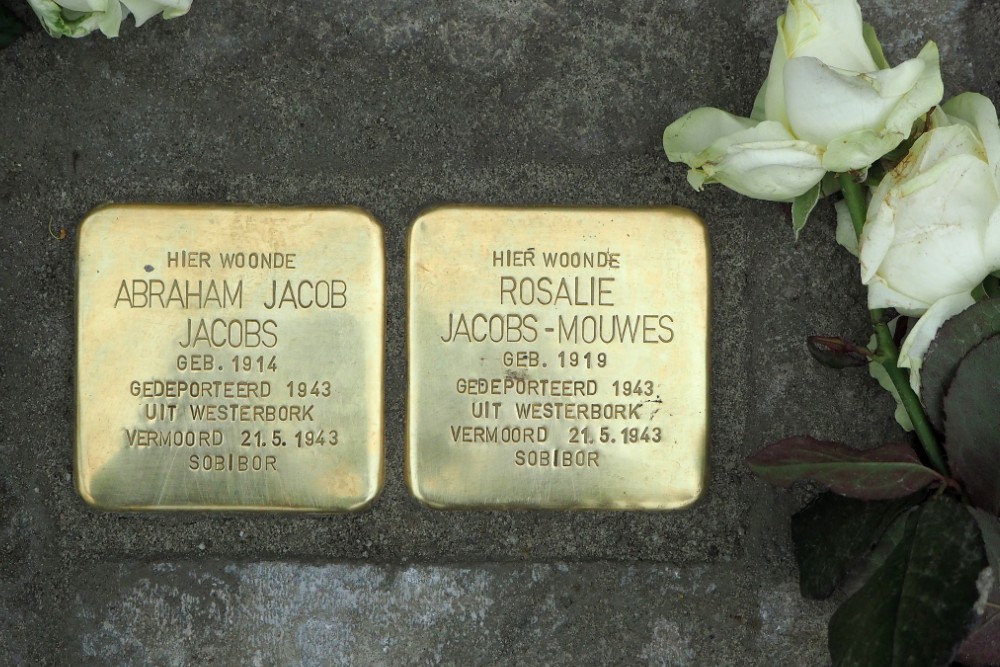 HIER WOONDE
ABRAHAM JACOB
JACOBS
GEB. 1914
GEDEPORTEERD 1943
UIT WESTERBORK
VERMOORD 21.5.1943
SOBIBOR
HIER WOONDE
ROSALIE
JACOBS-MOUWES
GEB. 1919
GEDEPORTEERD 1943
UIT WESTERBORK
VERMOORD 21.5.1943
SOBIBOR